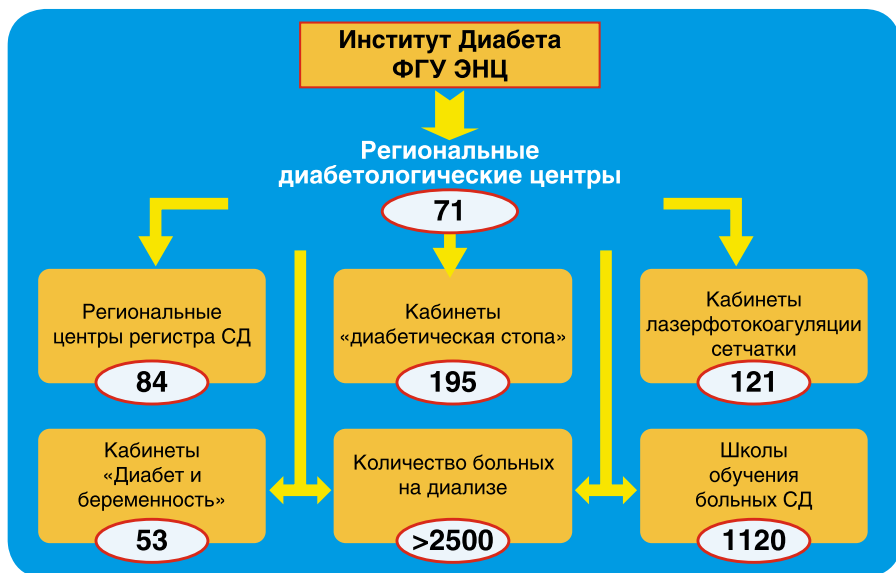 Институт Диабета
ФГУ ЭНЦ
Региональные
диабетологические центры
71
Региональные
центры регистра СД
84
Кабинеты
«диабетическая стопа»
195
Кабинеты
лазерфотокоагуляции
сетчатки
121
Кабинеты
«Диабет и
беременность»
53
Количество больных
на диализе
>2500
Школы
обучения
больных СД
1120